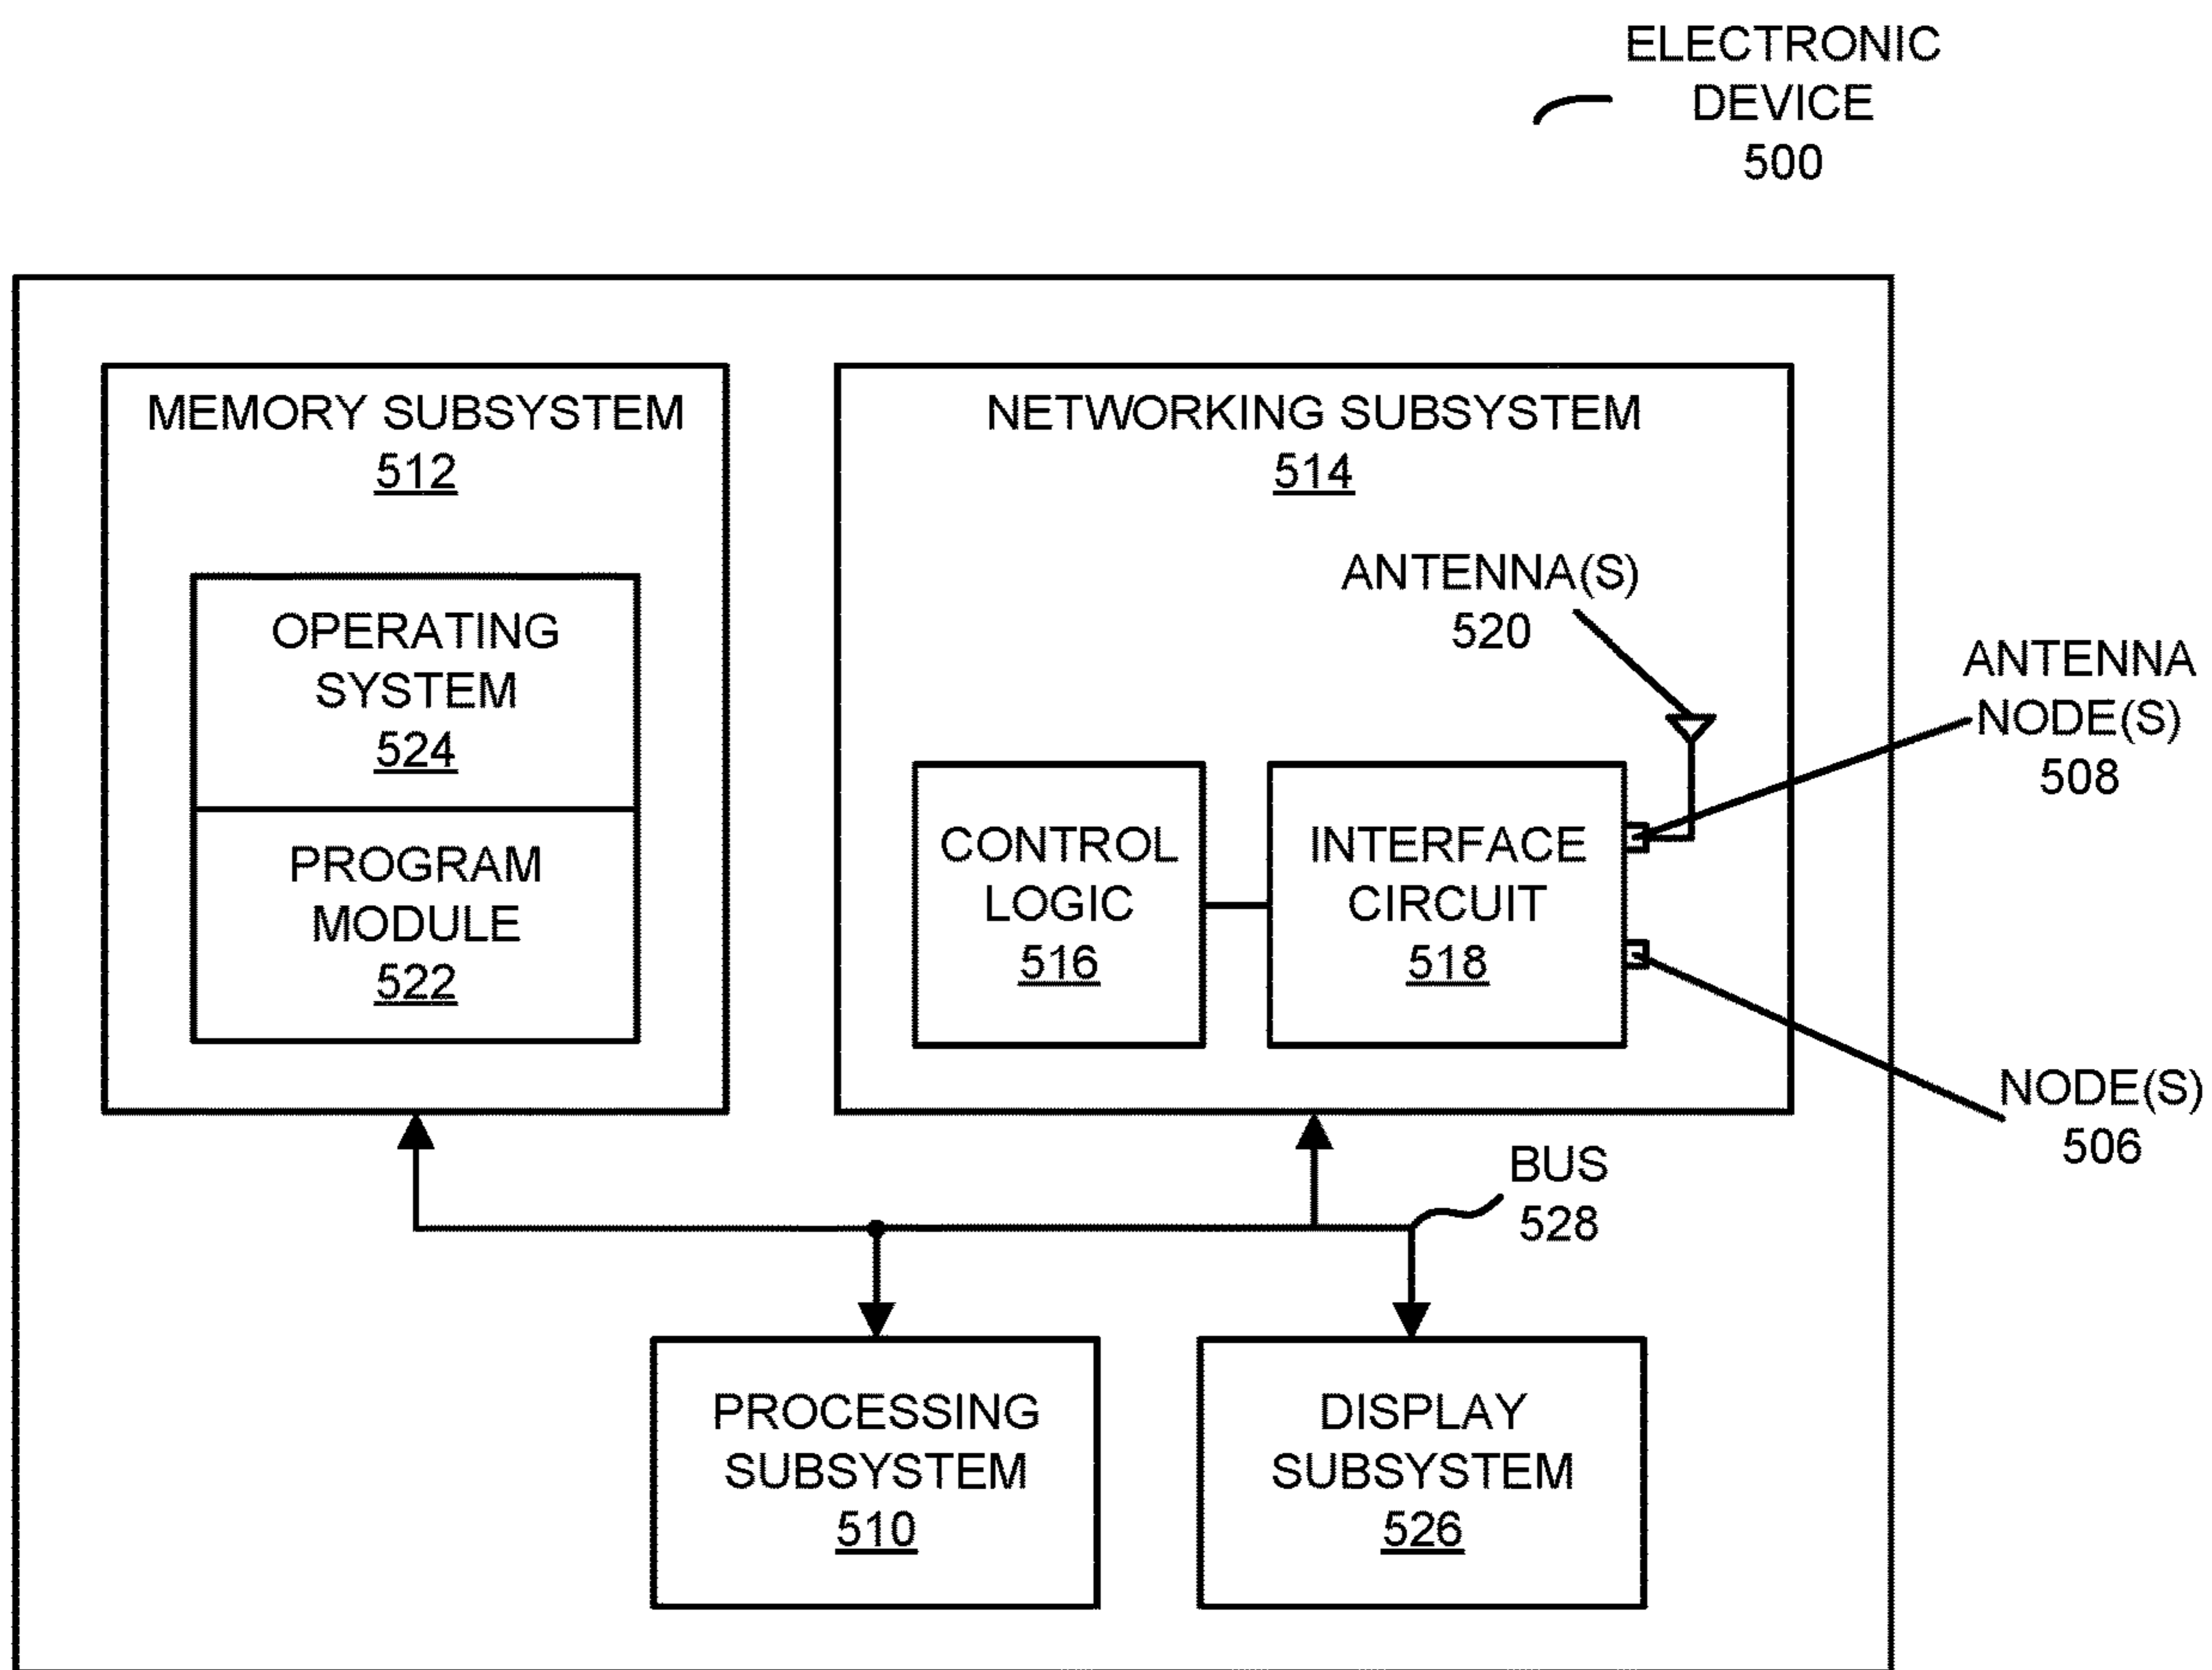 ELECTRONIC
DEVICE
500
MEMORY SUBSYSTEM
512
OPERATING
SYSTEM
524
PROGRAM
MODULE
522
NETWORKING SUBSYSTEM
514
ANTENNA(S)
520
CONTROL
LOGIC
516
INTERFACE
CIRCUIT
518
ANTENNA
NODE(S)
508
NODE(S)
506
BUS
528
PROCESSING
SUBSYSTEM
510
DISPLAY
SUBSYSTEM
526